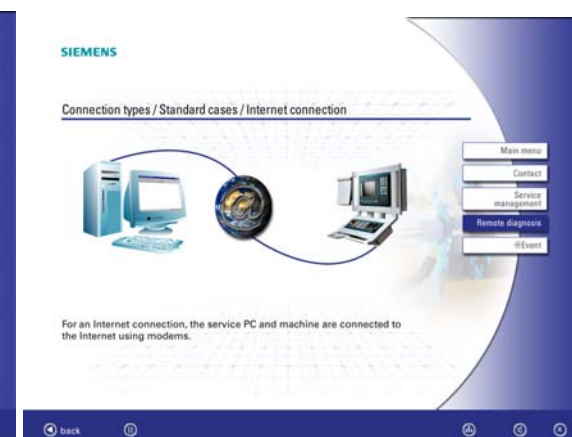 SIEMENS
Connection types / Standard cases / Internet connection
Main menu
Contact
Service
management
Remote diagnosis
@Event
For an Internet connection, the service PC and machine are connected to
the Internet using modems.
back